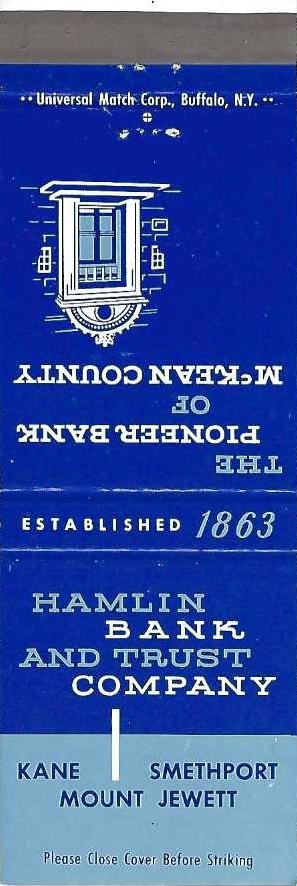 •• Universal Match Corp., Buffalo, N.Y. ••
THE
PIONEER BANK
OF
McKEAN COUNTY
ESTABLISHED 1863
HAMLIN
BANK
AND TRUST
COMPANY
KANE SMETHPORT
MOUNT JEWETT
Please Close Cover Before Striking